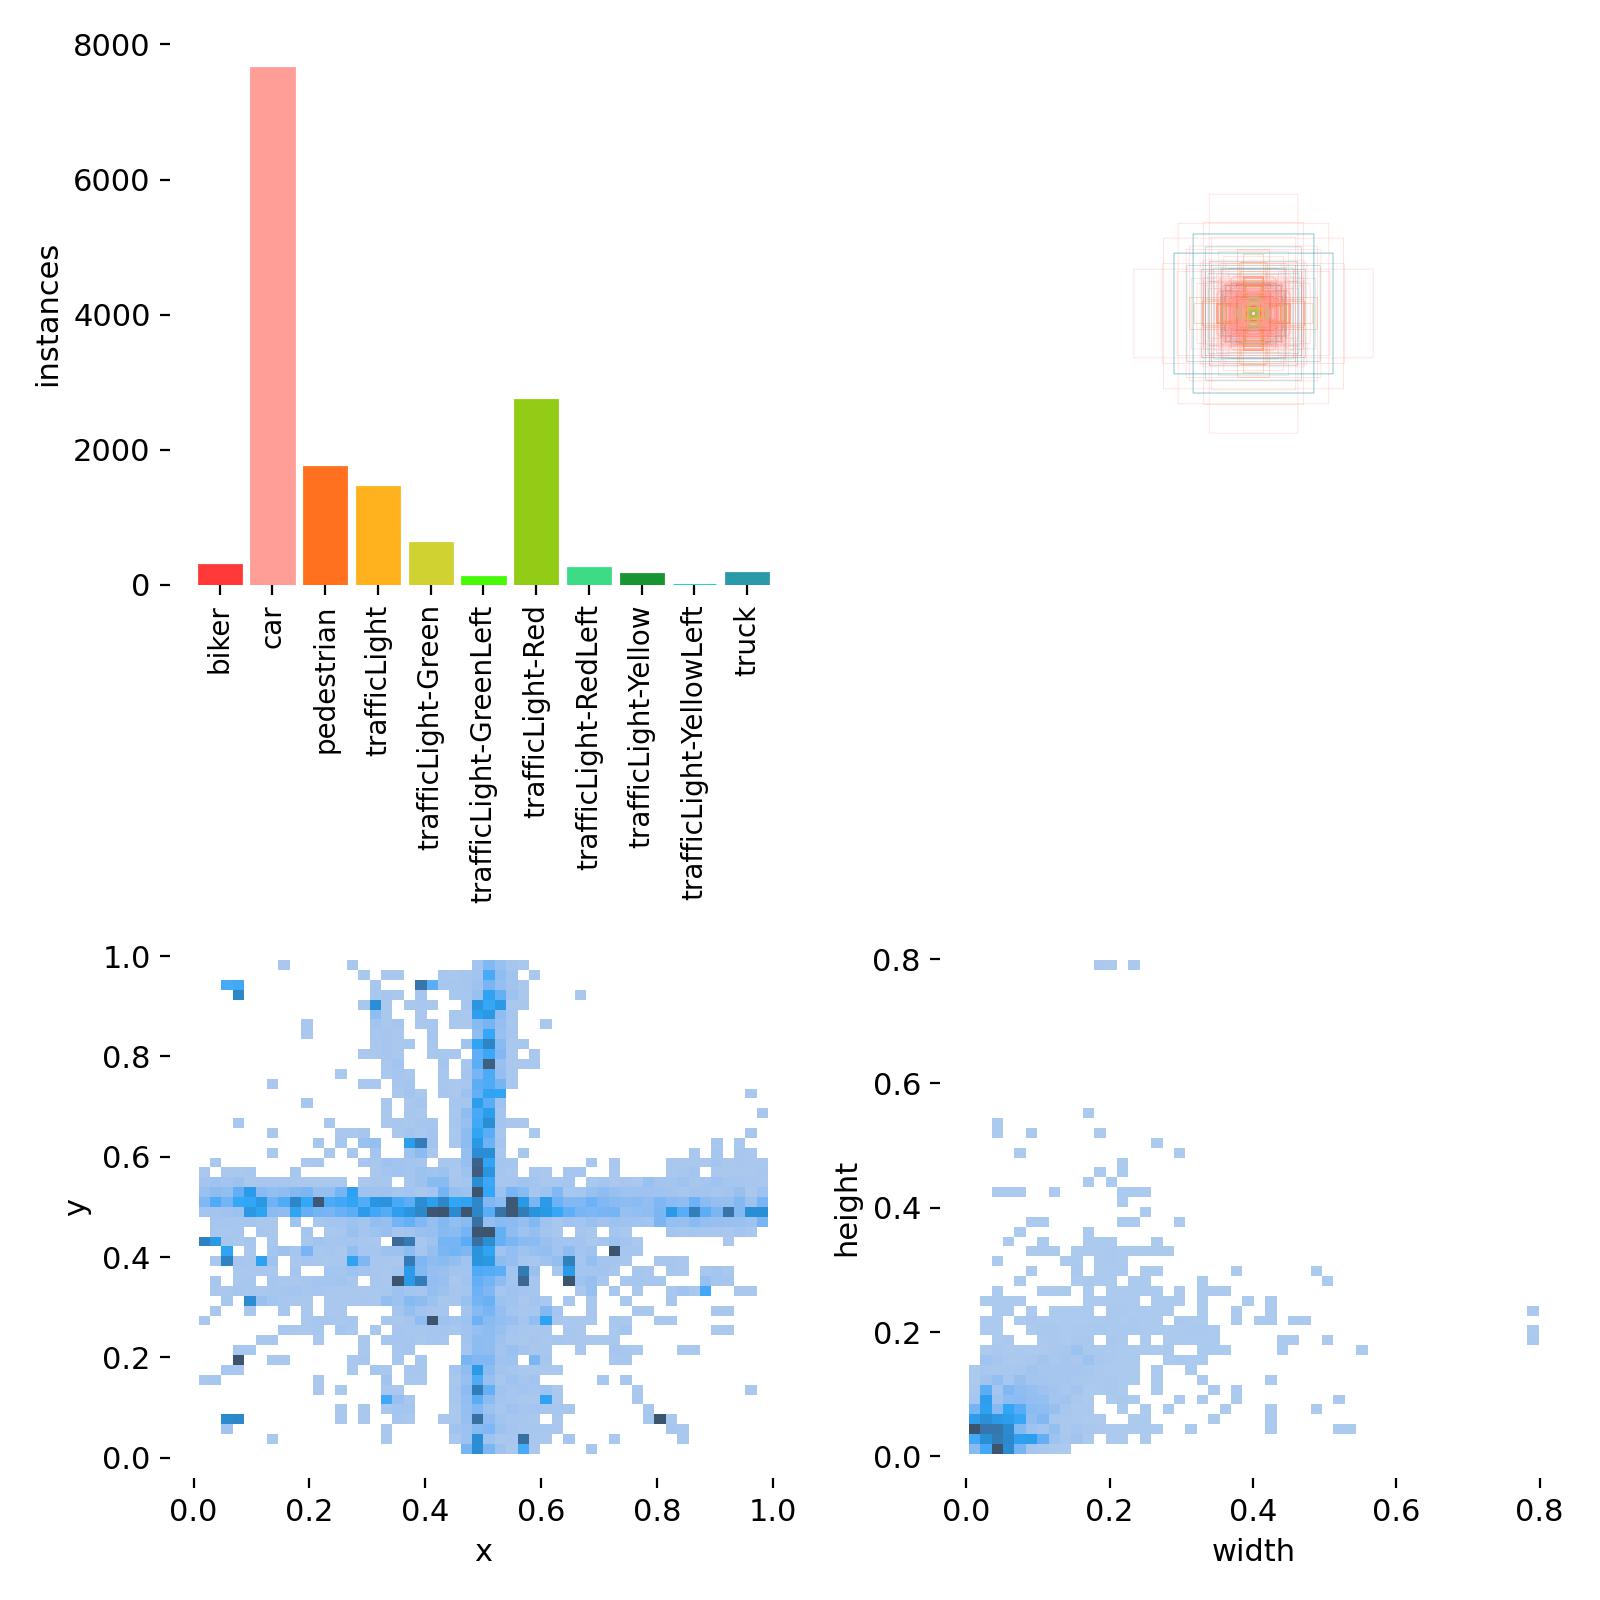 8000
6000
4000
2000
0
instances
biker
car
pedestrian
trafficLight
trafficLight-Green
trafficLight-GreenLeft
trafficLight-Red
trafficLight-RedLeft
trafficLight-Yellow
trafficLight-YellowLeft
truck
1.0
0.8
0.6
0.4
0.2
0.0
y
0.0 0.2 0.4 0.6 0.8 1.0
x
0.8
0.6
0.4
0.2
0.0
height
0.0 0.2 0.4 0.6 0.8
width